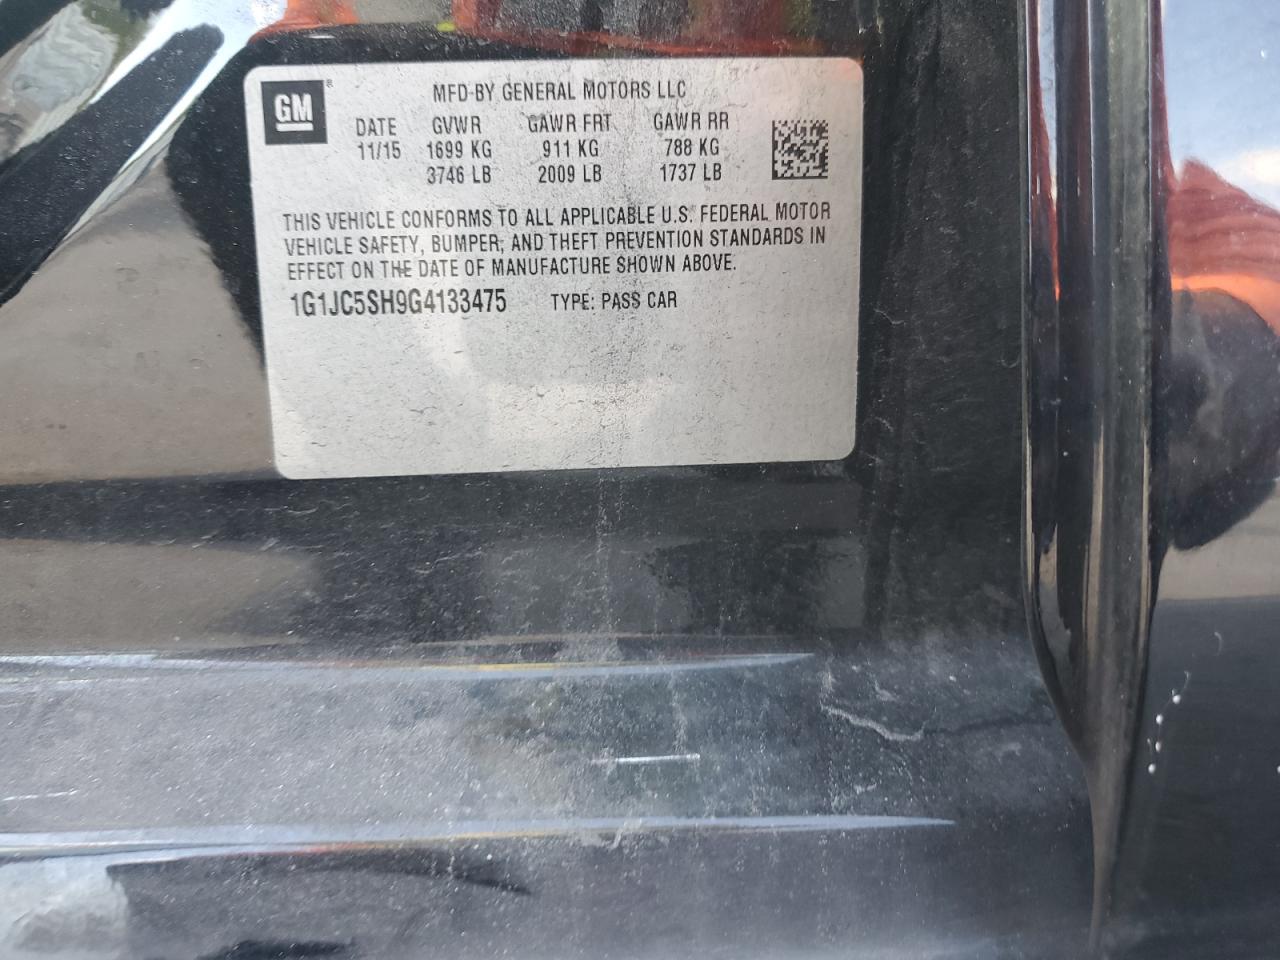 GM
MFD-BY GENERAL MOTORS LLC
DATE GVWR GAWR FRT GAWR RR
11/15 1699 KG 911 KG 788 KG
3746 LB 2009 LB 1737 LB
THIS VEHICLE CONFORMS TO ALL APPLICABLE U.S. FEDERAL MOTOR
VEHICLE SAFETY, BUMPER, AND THEFT PREVENTION STANDARDS IN
EFFECT ON THE DATE OF MANUFACTURE SHOWN ABOVE.
1G1JC5SH9G4133475 TYPE: PASS CAR